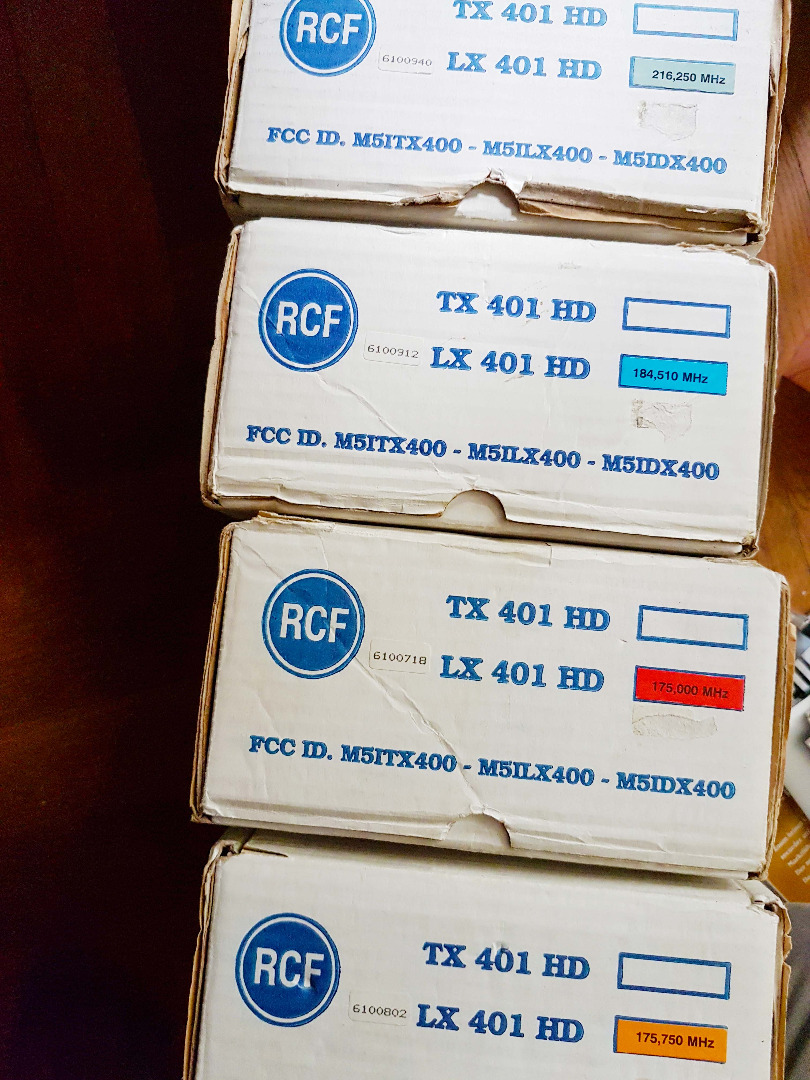 RCF
TX 401 HD
6100940 LX 401 HD 216,250 MHz
FCC ID. M5ITX400 - M5ILX400 - M5IDX400
RCF
TX 401 HD
6100912 LX 401 HD 184,510 MHz
FCC ID. M5ITX400 - M5ILX400 - M5IDX400
RCF
TX 401 HD
6100718 LX 401 HD 175,000 MHz
FCC ID. M5ITX400 - M5ILX400 - M5IDX400
RCF
TX 401 HD
6100802 LX 401 HD 175,750 MHz